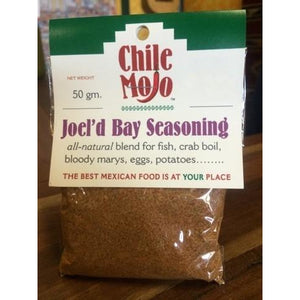 Chile
MoJo
TM
NET WEIGHT
50 gm.
Joel'd Bay Seasoning
all-natural blend for fish, crab boil,
bloody marys, eggs, potatoes........
THE BEST MEXICAN FOOD IS AT YOUR PLACE